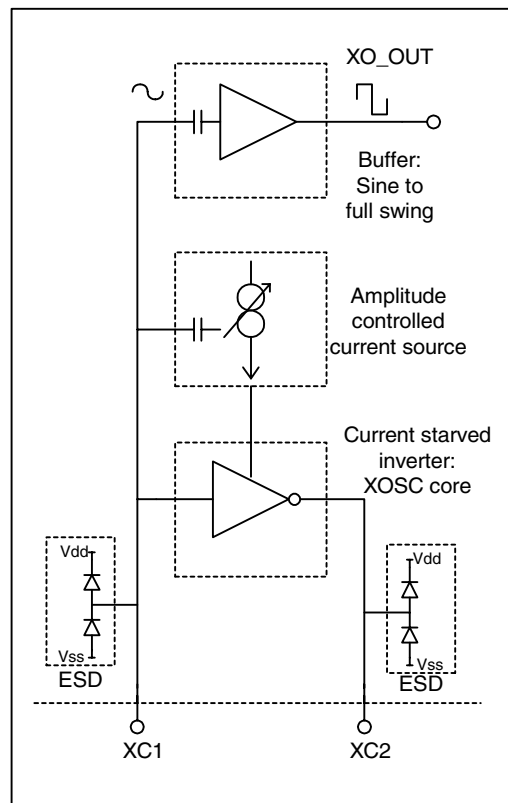 XO_OUT
Buffer:
Sine to
full swing
Amplitude
controlled
current source
Current starved
inverter:
XOSC core
Vdd
Vss
ESD
Vdd
Vss
ESD
XC1
XC2